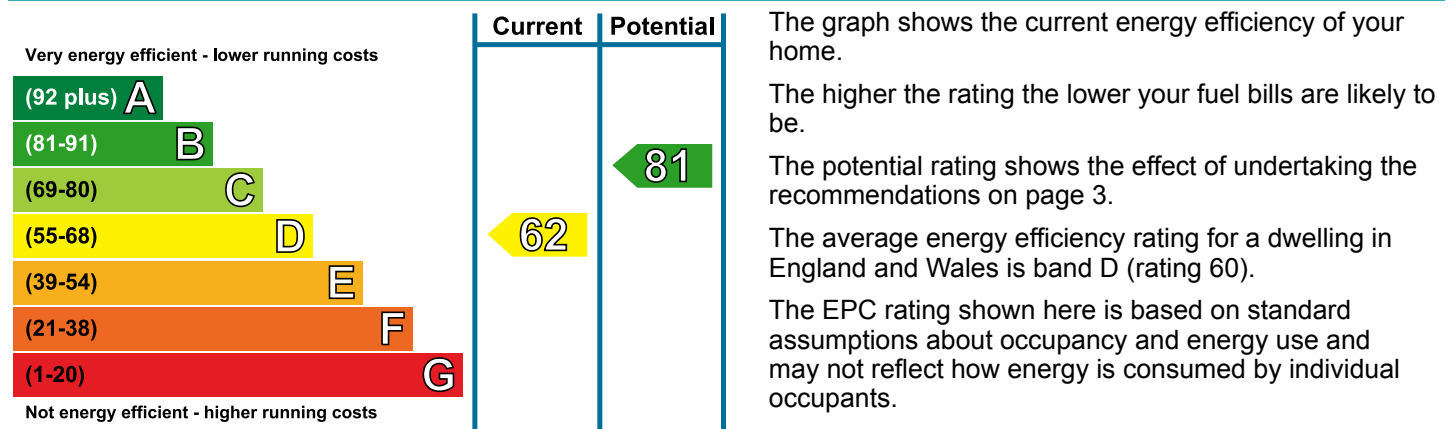 Current Potential
Very energy efficient - lower running costs
(92 plus) A
(81-91) B
(69-80) C
(55-68) D
(39-54) E
(21-38) F
(1-20) G
Not energy efficient - higher running costs
62
81
The graph shows the current energy efficiency of your
home.
The higher the rating the lower your fuel bills are likely to
be.
The potential rating shows the effect of undertaking the
recommendations on page 3.
The average energy efficiency rating for a dwelling in
England and Wales is band D (rating 60).
The EPC rating shown here is based on standard
assumptions about occupancy and energy use and
may not reflect how energy is consumed by individual
occupants.